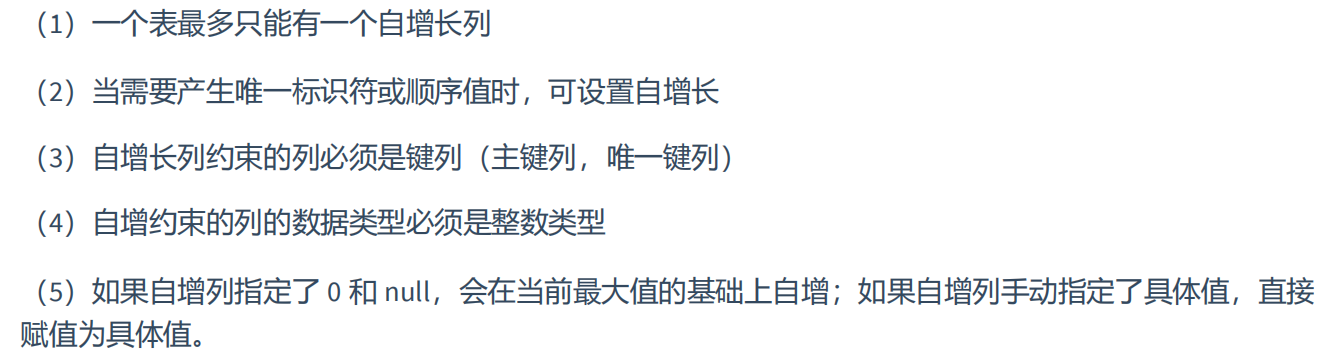 （1）一个表最多只能有一个自增长列
（2）当需要产生唯一标识符或顺序值时，可设置自增长
（3）自增长列约束的列必须是键列（主键列，唯一键列）
（4）自增约束的列的数据类型必须是整数类型
（5）如果自增列指定了 0 和 null，会在当前最大值的基础上自增；如果自增列手动指定了具体值，直接
赋值为具体值。